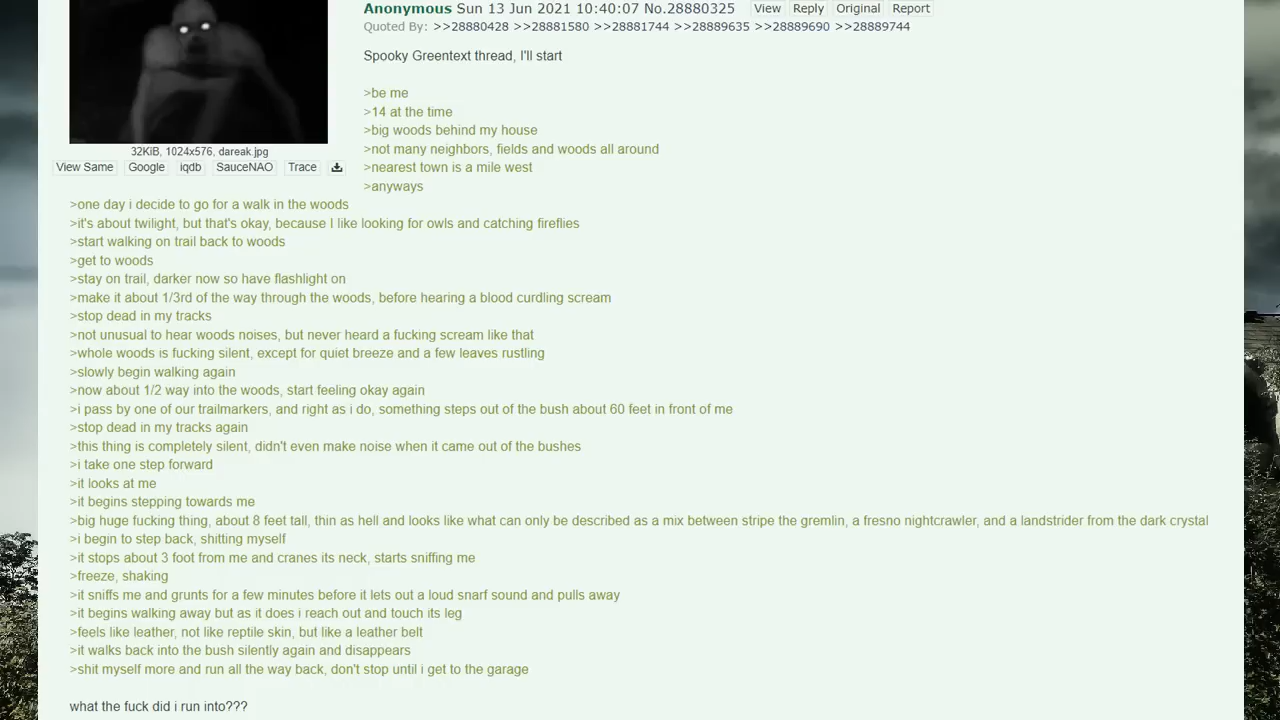 Anonymous Sun 13 Jun 2021 10:40:07 No.28880325 View Reply Original Report
Quoted By: >>28880428 >>28881580 >>28881744 >>28889635 >>28889690 >>28889744
Spooky Greentext thread, I'll start
>be me
>14 at the time
>big woods behind my house
>not many neighbors, fields and woods all around
32KiB, 1024x576, dareak.jpg
View Same Google iqdb SauceNAO Trace
>nearest town is a mile west
>anyways
>one day i decide to go for a walk in the woods
>it's about twilight, but that's okay, because I like looking for owls and catching fireflies
>start walking on trail back to woods
>get to woods
>stay on trail, darker now so have flashlight on
>make it about 1/3rd of the way through the woods, before hearing a blood curdling scream
>stop dead in my tracks
>not unusual to hear woods noises, but never heard a fucking scream like that
>whole woods is fucking silent, except for quiet breeze and a few leaves rustling
>slowly begin walking again
>now about 1/2 way into the woods, start feeling okay again
>i pass by one of our trailmarkers, and right as i do, something steps out of the bush about 60 feet in front of me
>stop dead in my tracks again
>this thing is completely silent, didn't even make noise when it came out of the bushes
>i take one step forward
>it looks at me
>it begins stepping towards me
>big huge fucking thing, about 8 feet tall, thin as hell and looks like what can only be described as a mix between stripe the gremlin, a fresno nightcrawler, and a landstrider from the dark crystal
>i begin to step back, shitting myself
>it stops about 3 foot from me and cranes its neck, starts sniffing me
>freeze, shaking
>it sniffs me and grunts for a few minutes before it lets out a loud snarf sound and pulls away
>it begins walking away but as it does i reach out and touch its leg
>feels like leather, not like reptile skin, but like a leather belt
>it walks back into the bush silently again and disappears
>shit myself more and run all the way back, don't stop until i get to the garage
what the fuck did i run into???